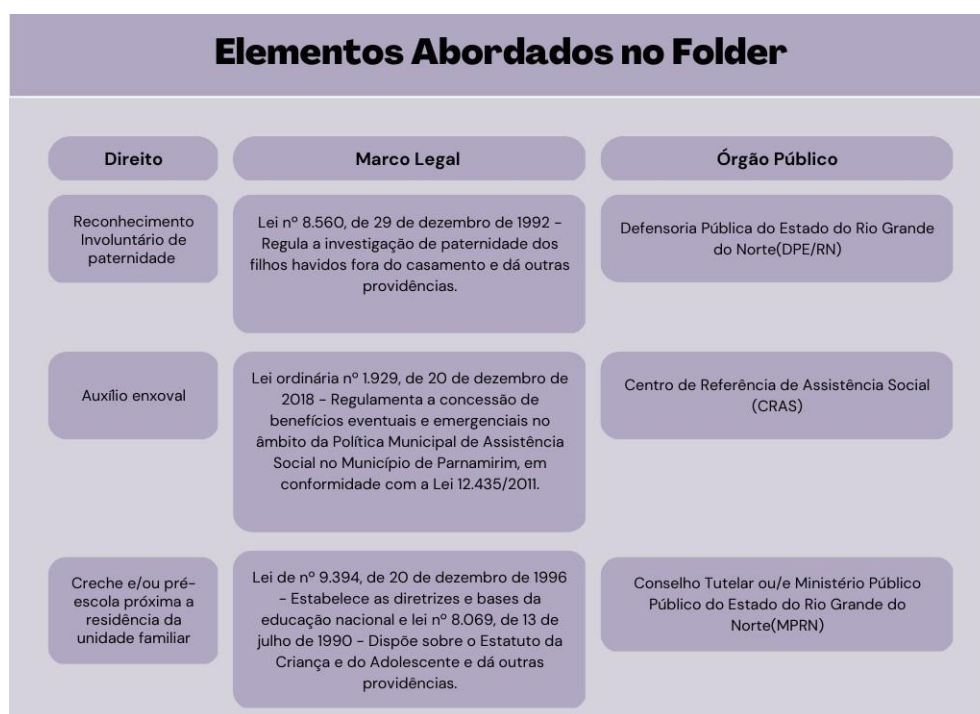 Elementos Abordados no Folder
Direito
Marco Legal
Órgão Público
Reconhecimento
Involuntário de
paternidade
Lei nº 8.560, de 29 de dezembro de 1992 -
Regula a investigação de paternidade dos
filhos havidos fora do casamento e dá outras
providências.
Defensoria Pública do Estado do Rio Grande
do Norte(DPE/RN)
Auxílio enxoval
Lei ordinária nº 1.929, de 20 de dezembro de
2018 - Regulamenta a concessão de
benefícios eventuais e emergenciais no
âmbito da Política Municipal de Assistência
Social no Município de Parnamirim, em
conformidade com a Lei 12.435/2011.
Centro de Referência de Assistência Social
(CRAS)
Creche e/ou pré-
escola próxima a
residência da
unidade familiar
Lei de nº 9.394, de 20 de dezembro de 1996
- Estabelece as diretrizes e bases da
educação nacional e lei nº 8.069, de 13 de
julho de 1990 - Dispõe sobre o Estatuto da
Criança e do Adolescente e dá outras
providências.
Conselho Tutelar ou/e Ministério Público
Público do Estado do Rio Grande do
Norte(MPRN)